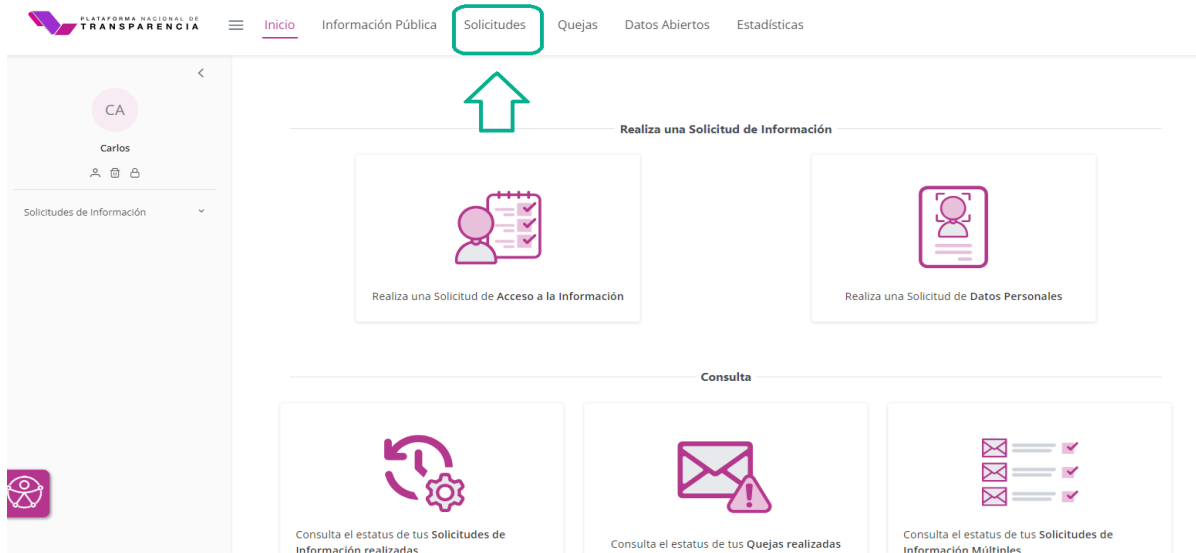 PLATAFORMA NACIONAL DE
TRANSPARENCIA
Inicio
Información Pública
Solicitudes
Quejas
Datos Abiertos
Estadísticas
CA
Carlos
Solicitudes de Información
Realiza una Solicitud de Información
Realiza una Solicitud de Acceso a la Información
Realiza una Solicitud de Datos Personales
Consulta
Consulta el estatus de tus Solicitudes de
Información realizadas
Consulta el estatus de tus Quejas realizadas
Consulta el estatus de tus Solicitudes de
Información Múltiples